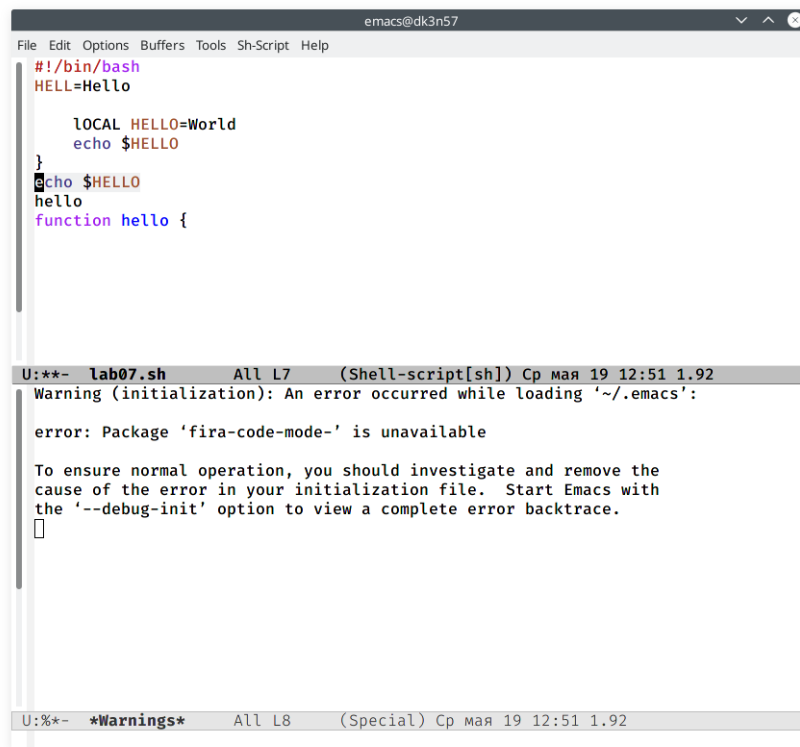 emacs@dk3n57
File Edit Options Buffers Tools Sh-Script Help
#!/bin/bash
HELL=Hello
lOCAL HELLO=World
echo $HELLO
}
echo $HELLO
hello
function hello {
U:**- lab07.sh All L7 (Shell-script[sh]) Ср мая 19 12:51 1.92
Warning (initialization): An error occurred while loading ‘~/.emacs’:
error: Package ‘fira-code-mode-’ is unavailable
To ensure normal operation, you should investigate and remove the
cause of the error in your initialization file. Start Emacs with
the ‘--debug-init’ option to view a complete error backtrace.
U:%*- *Warnings* All L8 (Special) Ср мая 19 12:51 1.92